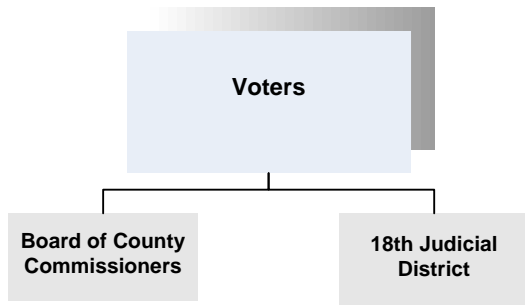 Voters
Board of County
Commissioners
18th Judicial
District